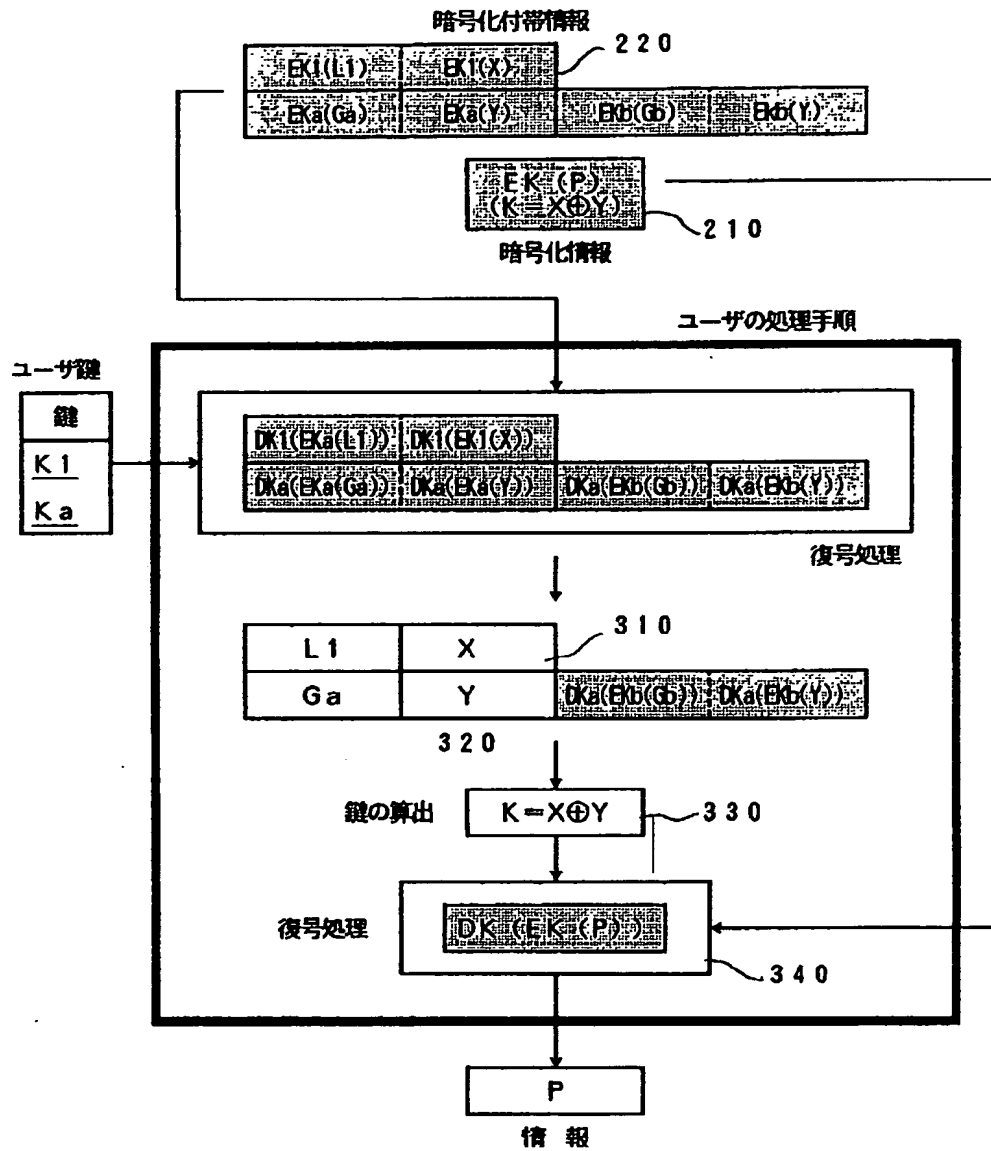 暗号化付帯情報
220
EK1(L1) EK1(X)
EKa(Ga) EKa(Y) EKb(Gb) EKb(Y)
EK(P)
(K=X⊕Y)
210
暗号化情報
ユーザの処理手順
ユーザ鍵
鍵
K1
Ka
DK1(EKa(L1)) DK1(EK1(X))
DKa(EKa(Ga)) DKa(EKa(Y)) DKa(EKb(Gb)) DKa(EKb(Y))
復号処理
310
L1 X
Ga Y DKa(EKb(Gb)) DKa(EKb(Y))
320
鍵の算出 K=X⊕Y 330
復号処理 DK(EK(P))
340
P
情 報